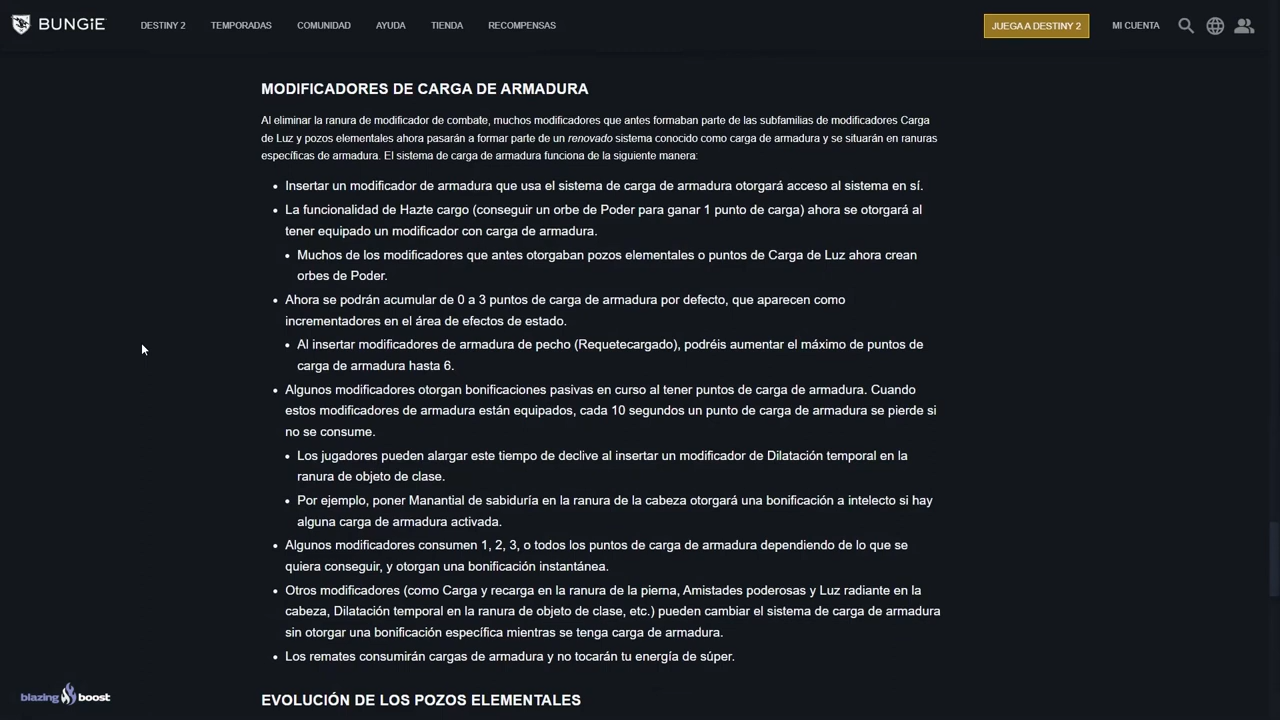 BUNGiE
DESTINY 2
TEMPORADAS
COMUNIDAD
AYUDA
TIENDA
RECOMPENSAS
JUEGA A DESTINY 2
MI CUENTA
MODIFICADORES DE CARGA DE ARMADURA
Al eliminar la ranura de modificador de combate, muchos modificadores que antes formaban parte de las subfamilias de modificadores Carga
de Luz y pozos elementales ahora pasarán a formar parte de un renovado sistema conocido como carga de armadura y se situarán en ranuras
específicas de armadura. El sistema de carga de armadura funciona de la siguiente manera:
• Insertar un modificador de armadura que usa el sistema de carga de armadura otorgará acceso al sistema en sí.
• La funcionalidad de Hazte cargo (conseguir un orbe de Poder para ganar 1 punto de carga) ahora se otorgará al
tener equipado un modificador con carga de armadura.
• Muchos de los modificadores que antes otorgaban pozos elementales o puntos de Carga de Luz ahora crean
orbes de Poder.
• Ahora se podrán acumular de 0 a 3 puntos de carga de armadura por defecto, que aparecen como
incrementadores en el área de efectos de estado.
• Al insertar modificadores de armadura de pecho (Requetecargado), podréis aumentar el máximo de puntos de
carga de armadura hasta 6.
• Algunos modificadores otorgan bonificaciones pasivas en curso al tener puntos de carga de armadura. Cuando
estos modificadores de armadura están equipados, cada 10 segundos un punto de carga de armadura se pierde si
no se consume.
• Los jugadores pueden alargar este tiempo de declive al insertar un modificador de Dilatación temporal en la
ranura de objeto de clase.
• Por ejemplo, poner Manantial de sabiduría en la ranura de la cabeza otorgará una bonificación a intelecto si hay
alguna carga de armadura activada.
• Algunos modificadores consumen 1, 2, 3, o todos los puntos de carga de armadura dependiendo de lo que se
quiera conseguir, y otorgan una bonificación instantánea.
• Otros modificadores (como Carga y recarga en la ranura de la pierna, Amistades poderosas y Luz radiante en la
cabeza, Dilatación temporal en la ranura de objeto de clase, etc.) pueden cambiar el sistema de carga de armadura
sin otorgar una bonificación específica mientras se tenga carga de armadura.
• Los remates consumirán cargas de armadura y no tocarán tu energía de súper.
blazing boost
EVOLUCIÓN DE LOS POZOS ELEMENTALES